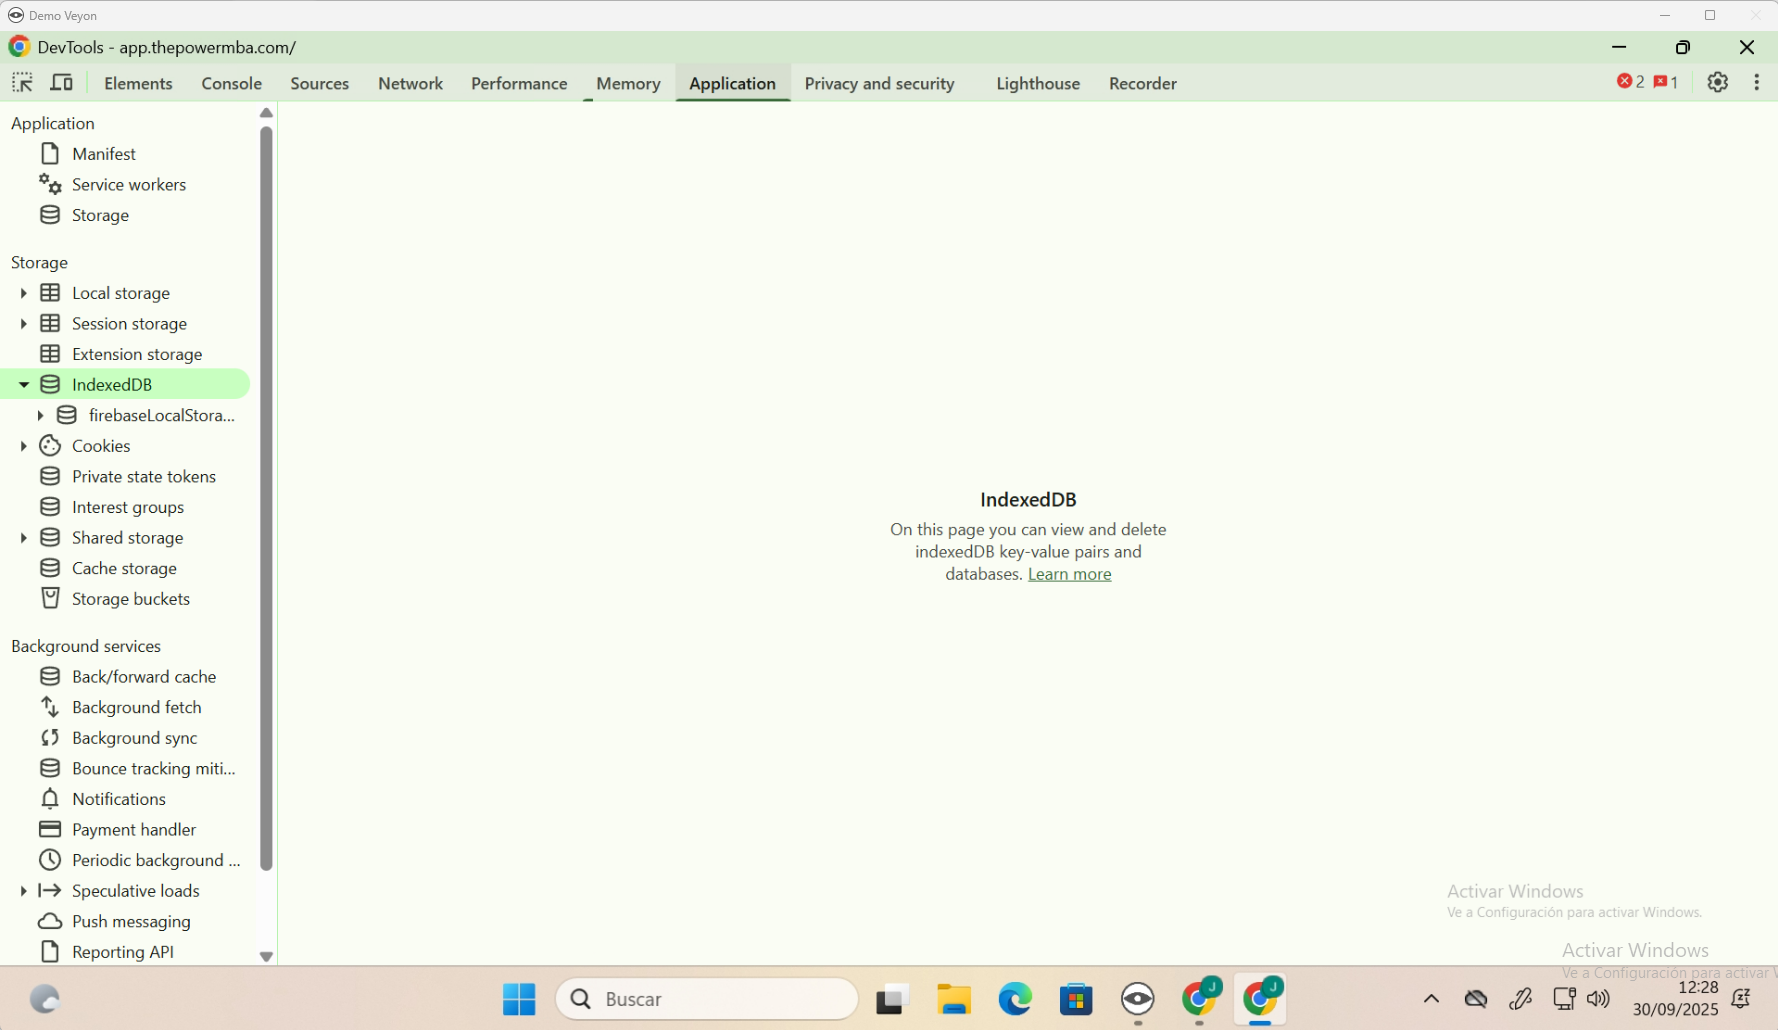 Demo Veyon
DevTools - app.thepowermba.com/
Elements Console Sources Network Performance Memory Application Privacy and security Lighthouse Recorder 2 1
Application
Manifest
Service workers
Storage
Storage
Local storage
Session storage
Extension storage
IndexedDB
firebaseLocalStora...
Cookies
Private state tokens
Interest groups
Shared storage
Cache storage
Storage buckets
Background services
Back/forward cache
Background fetch
Background sync
Bounce tracking miti...
Notifications
Payment handler
Periodic background ...
Speculative loads
Push messaging
Reporting API
IndexedDB
On this page you can view and delete
indexedDB key-value pairs and
databases. Learn more
Activar Windows
Ve a Configuración para activar Windows.
Activar Windows
Ve a Configuración para activar
Buscar
J
J
12:28
30/09/2025